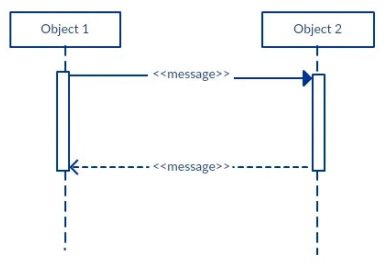 Object 1
Object 2
<<message>>
<<message>>